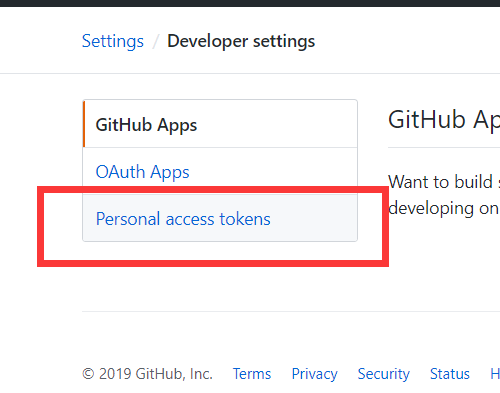 Settings / Developer settings
GitHub Apps
OAuth Apps
Personal access tokens
GitHub Ap
Want to build
developing on
© 2019 GitHub, Inc. Terms Privacy Security Status H